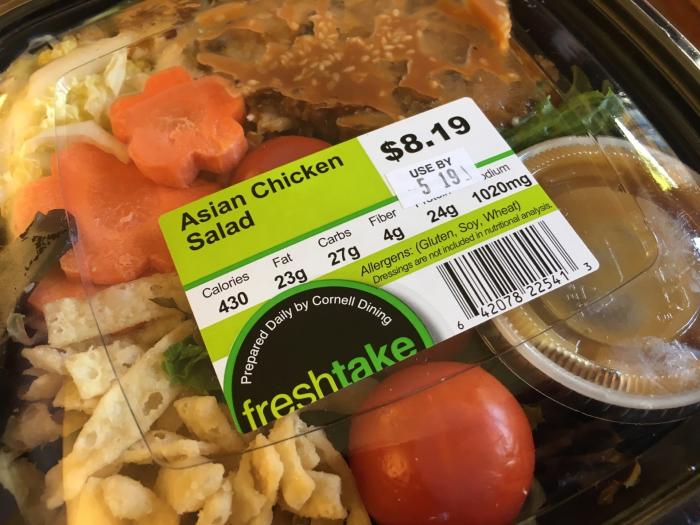 Asian Chicken
Salad
$8.19
USE BY
5 19
Calories Fat Carbs Fiber
430 23g 27g 4g 24g 1020mg
Allergens: (Gluten, Soy, Wheat)
Dressings are not included in nutritional analysis.
Prepared Daily by Cornell Dining
freshtake
6 42078 22541 3